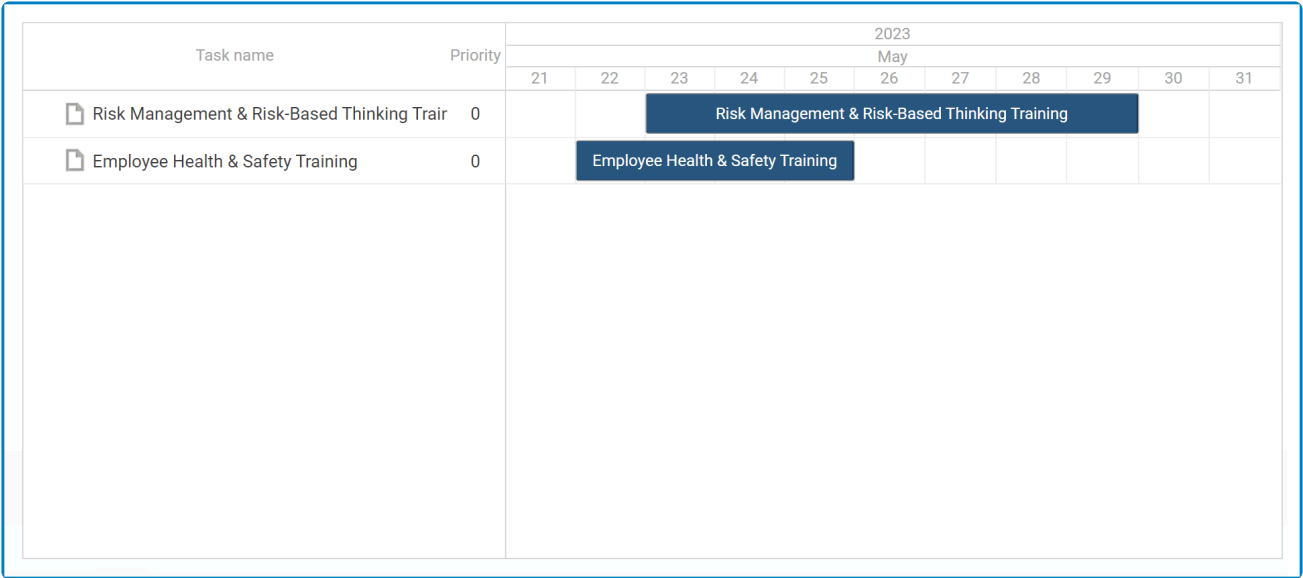 2023
Task name Priority
May
21 22 23 24 25 26 27 28 29 30 31
Risk Management & Risk-Based Thinking Trair 0 Risk Management & Risk-Based Thinking Training
Employee Health & Safety Training 0 Employee Health & Safety Training